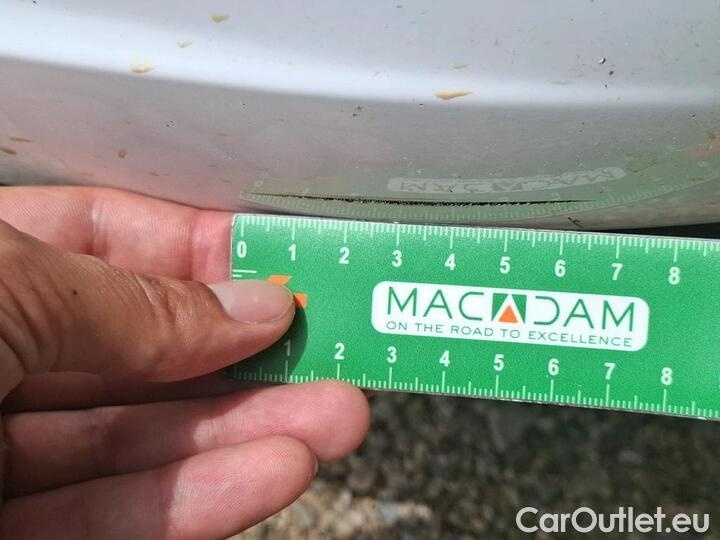 0 1 2 3 4 5 6 7 8
MACADAM
ON THE ROAD TO EXCELLENCE
1 2 3 4 5 6 7 8
CarOutlet.eu